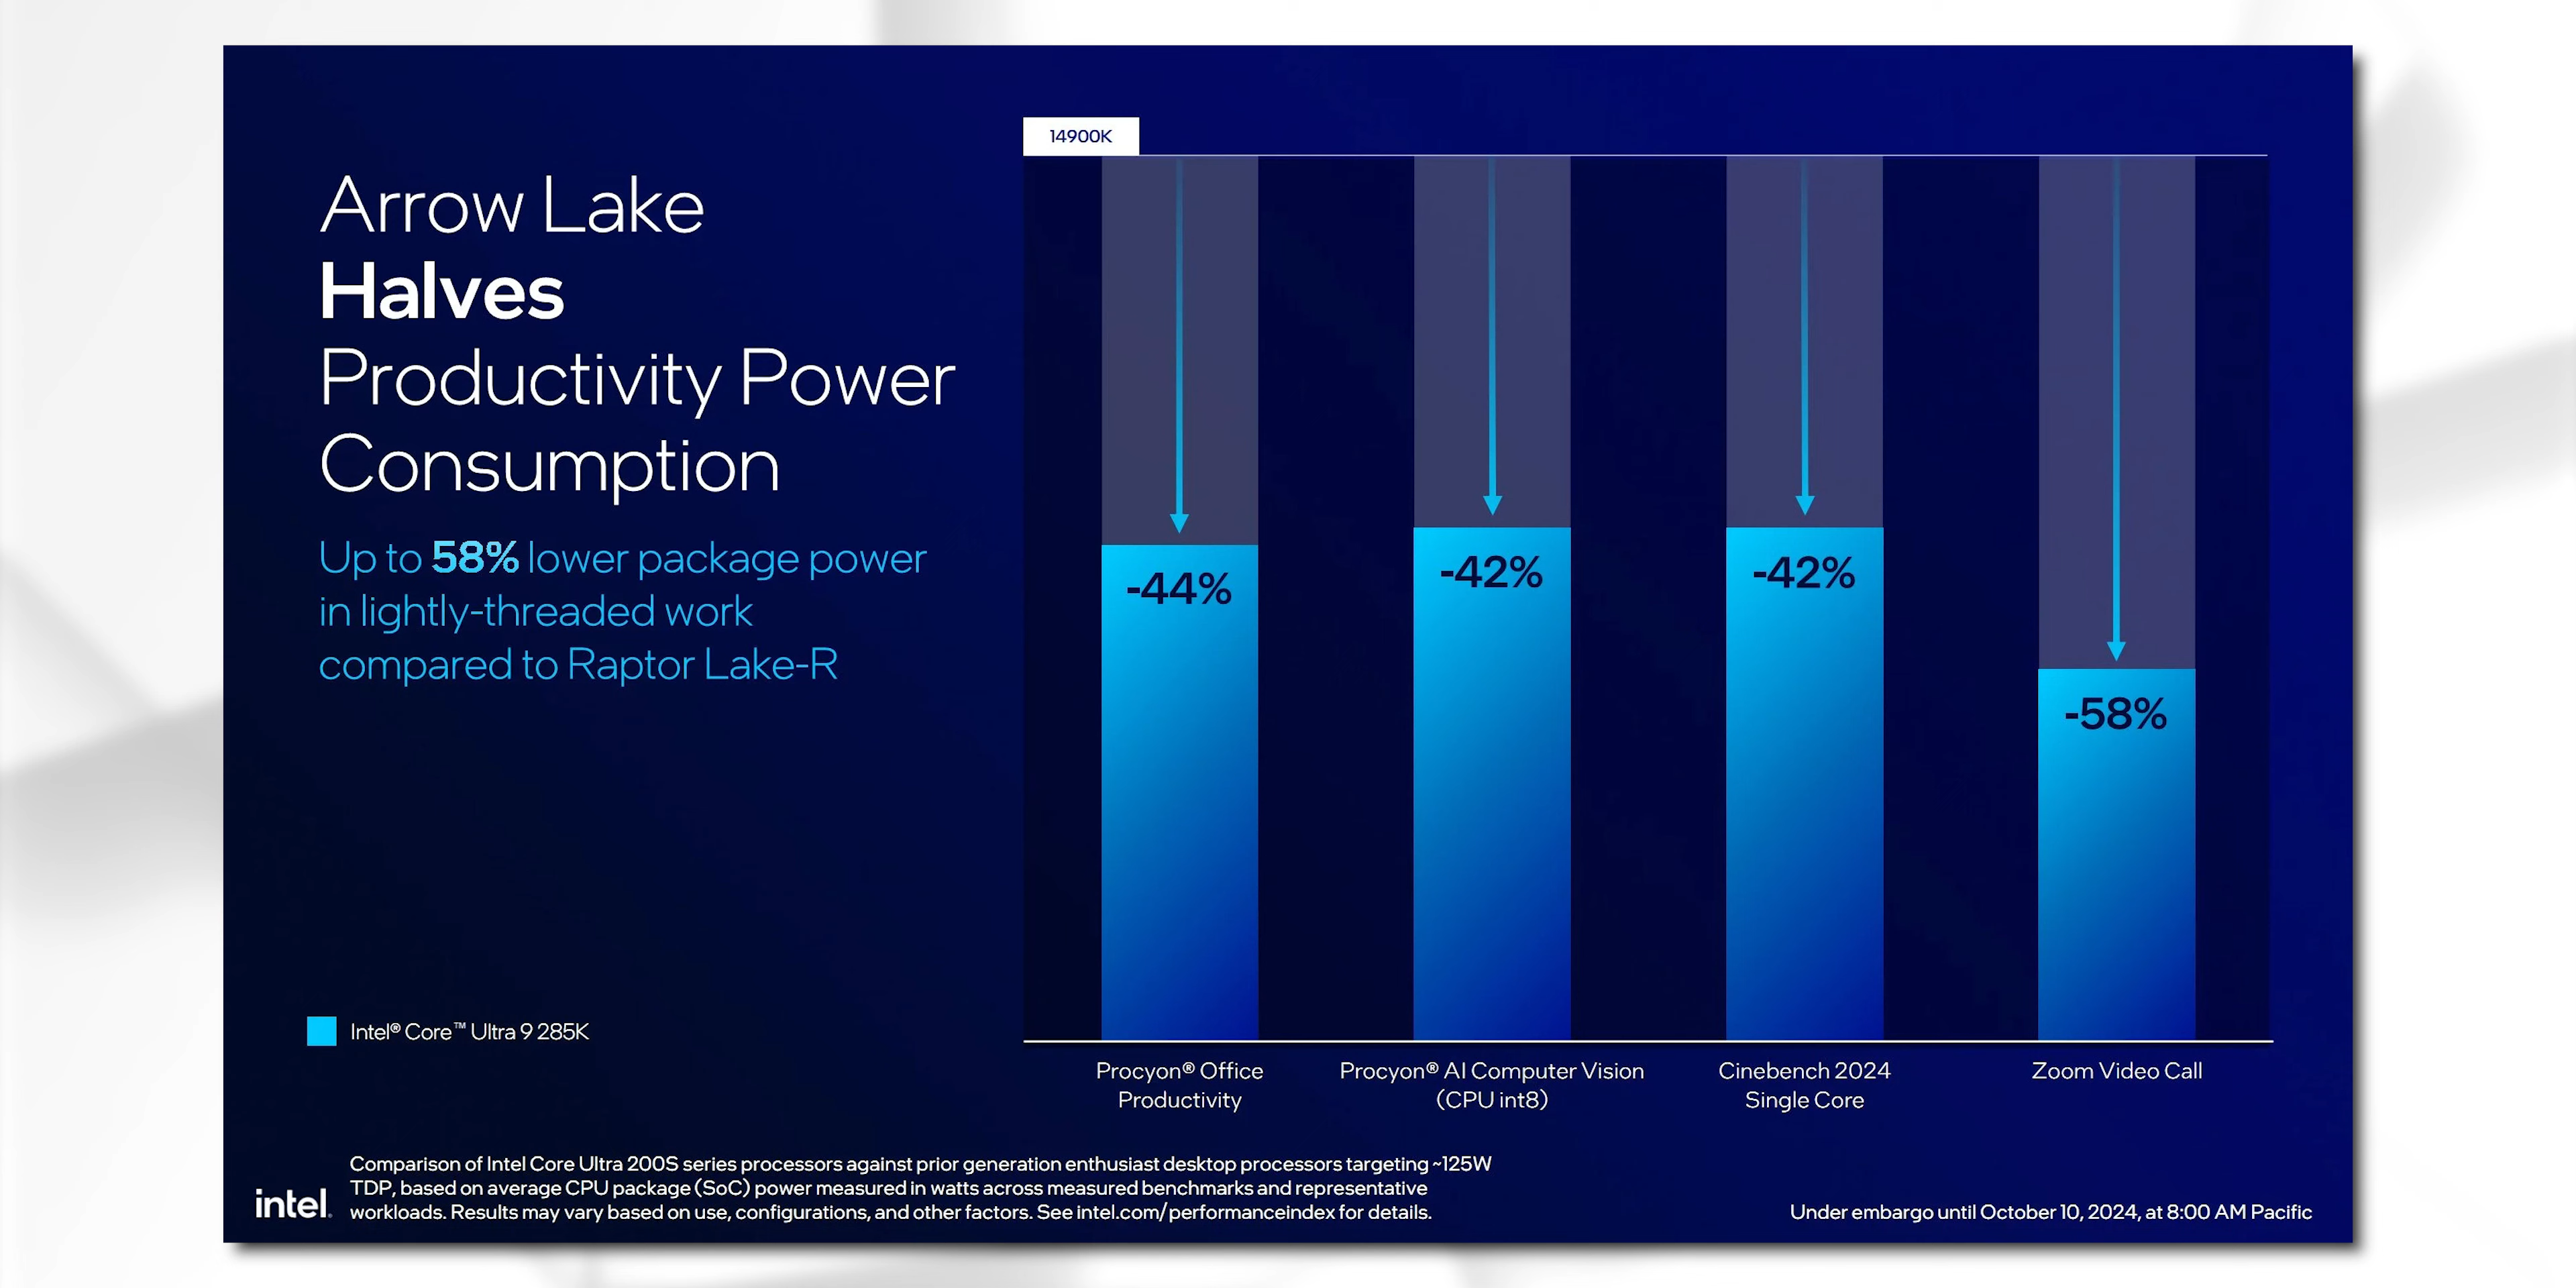 Arrow Lake
Halves
Productivity Power
Consumption
Up to 58% lower package power
in lightly-threaded work
compared to Raptor Lake-R
Intel® Core™ Ultra 9 285K
14900K
-44%
-42%
-42%
-58%
Procyon® Office
Productivity
Procyon® AI Computer Vision
(CPU int8)
Cinebench 2024
Single Core
Zoom Video Call
intel.
Comparison of Intel Core Ultra 200S series processors against prior generation enthusiast desktop processors targeting ~125W
TDP, based on average CPU package (SoC) power measured in watts across measured benchmarks and representative
workloads. Results may vary based on use, configurations, and other factors. See intel.com/performanceindex for details.
Under embargo until October 10, 2024, at 8:00 AM Pacific